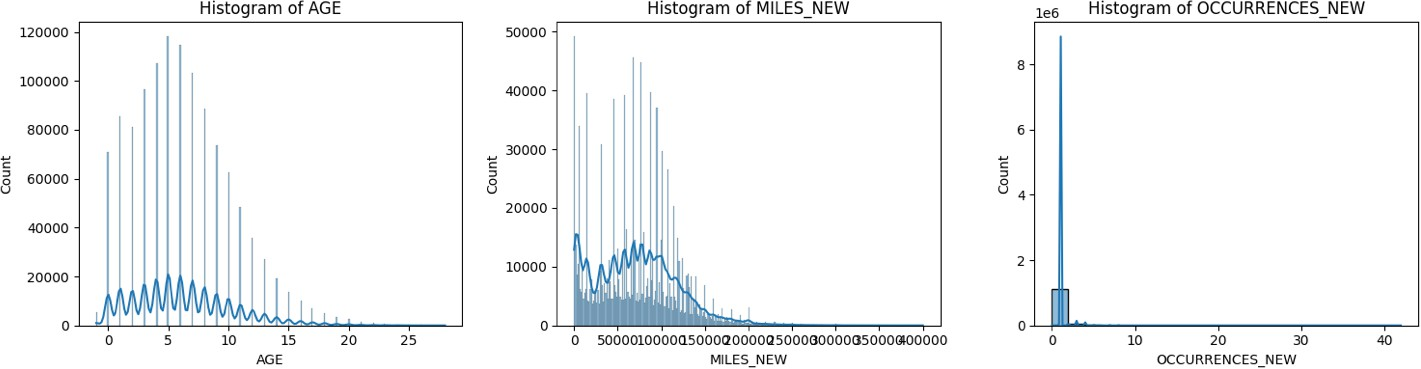 Histogram of AGE
120000
100000
80000
60000
40000
20000
0
Count
0 5 10 15 20 25
AGE
Histogram of MILES_NEW
50000
40000
30000
20000
10000
0
Count
0 50000 100000 150000 200000 250000 300000 350000 400000
MILES_NEW
Histogram of OCCURRENCES_NEW
1e6
8
6
4
2
0
Count
0 10 20 30 40
OCCURRENCES_NEW